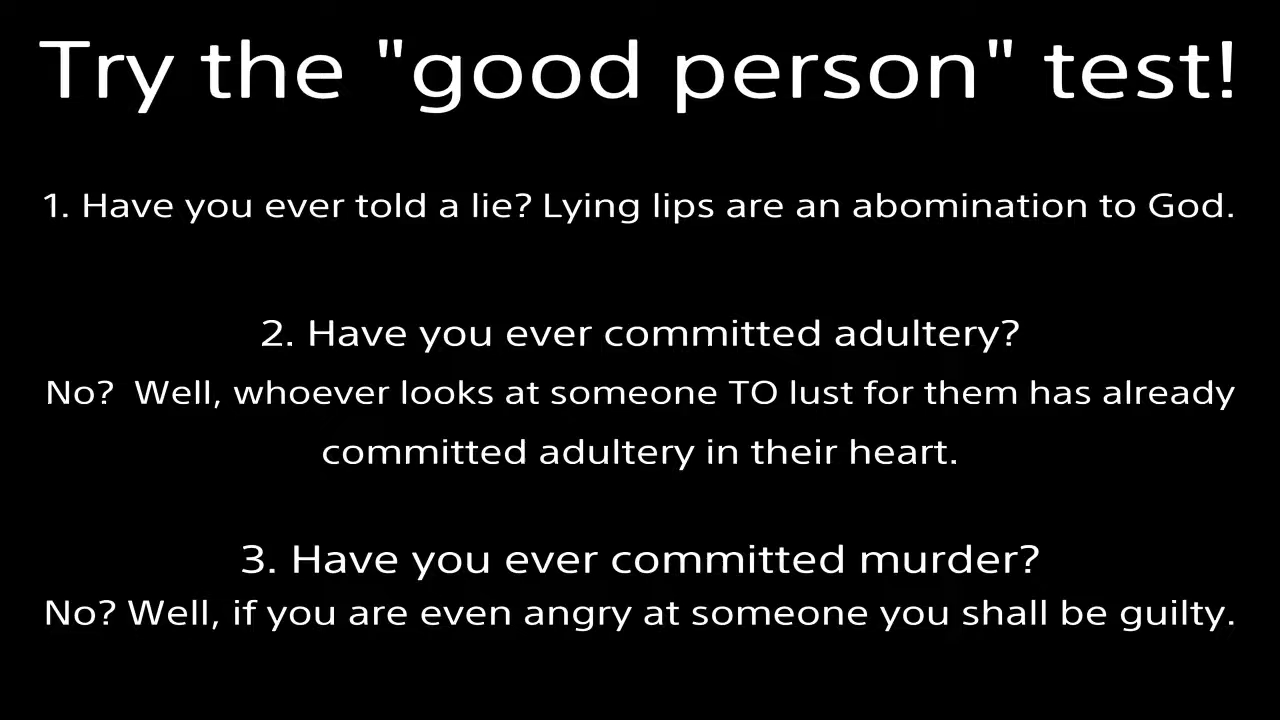 Try the "good person" test!
1. Have you ever told a lie? Lying lips are an abomination to God.
2. Have you ever committed adultery?
No?  Well, whoever looks at someone TO lust for them has already
committed adultery in their heart.
3. Have you ever committed murder?
No? Well, if you are even angry at someone you shall be guilty.